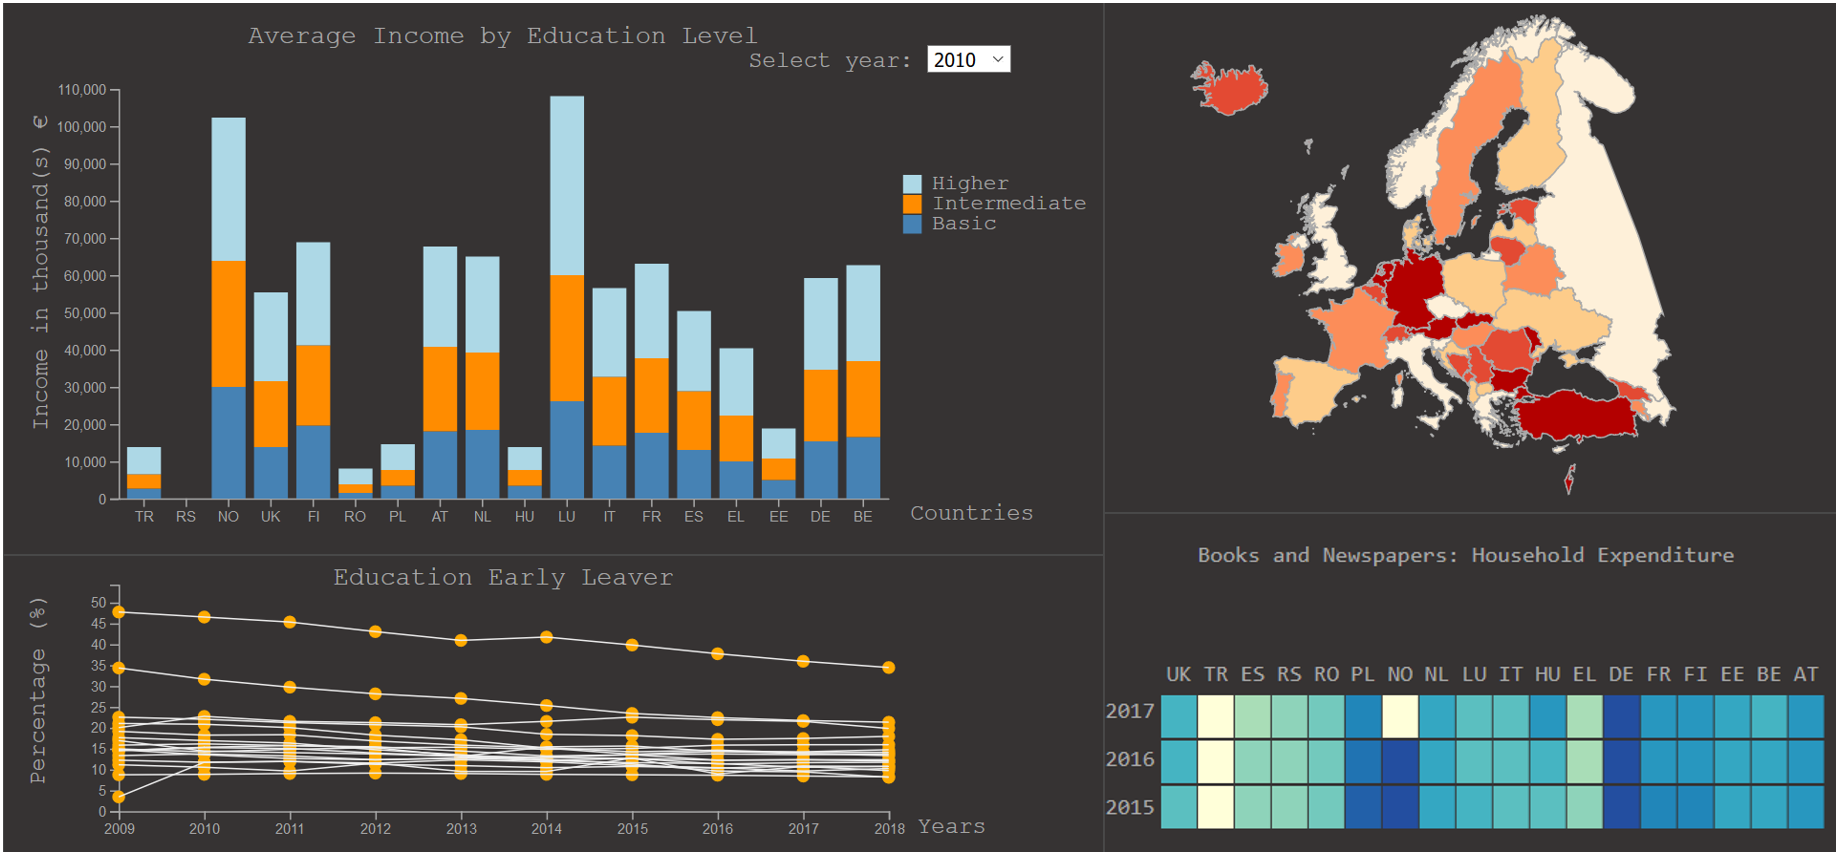 Average Income by Education Level
Select year: 2010
Income in thousand(s) €
110,000
100,000
90,000
80,000
70,000
60,000
50,000
40,000
30,000
20,000
10,000
0
TR RS NO UK FI RO PL AT NL HU LU IT FR ES EL EE DE BE
Countries
Higher
Intermediate
Basic
Education Early Leaver
Percentage (%)
50
45
40
35
30
25
20
15
10
5
0
2009 2010 2011 2012 2013 2014 2015 2016 2017 2018
Years
Books and Newspapers: Household Expenditure
UK TR ES RS RO PL NO NL LU IT HU EL DE FR FI EE BE AT
2017
2016
2015